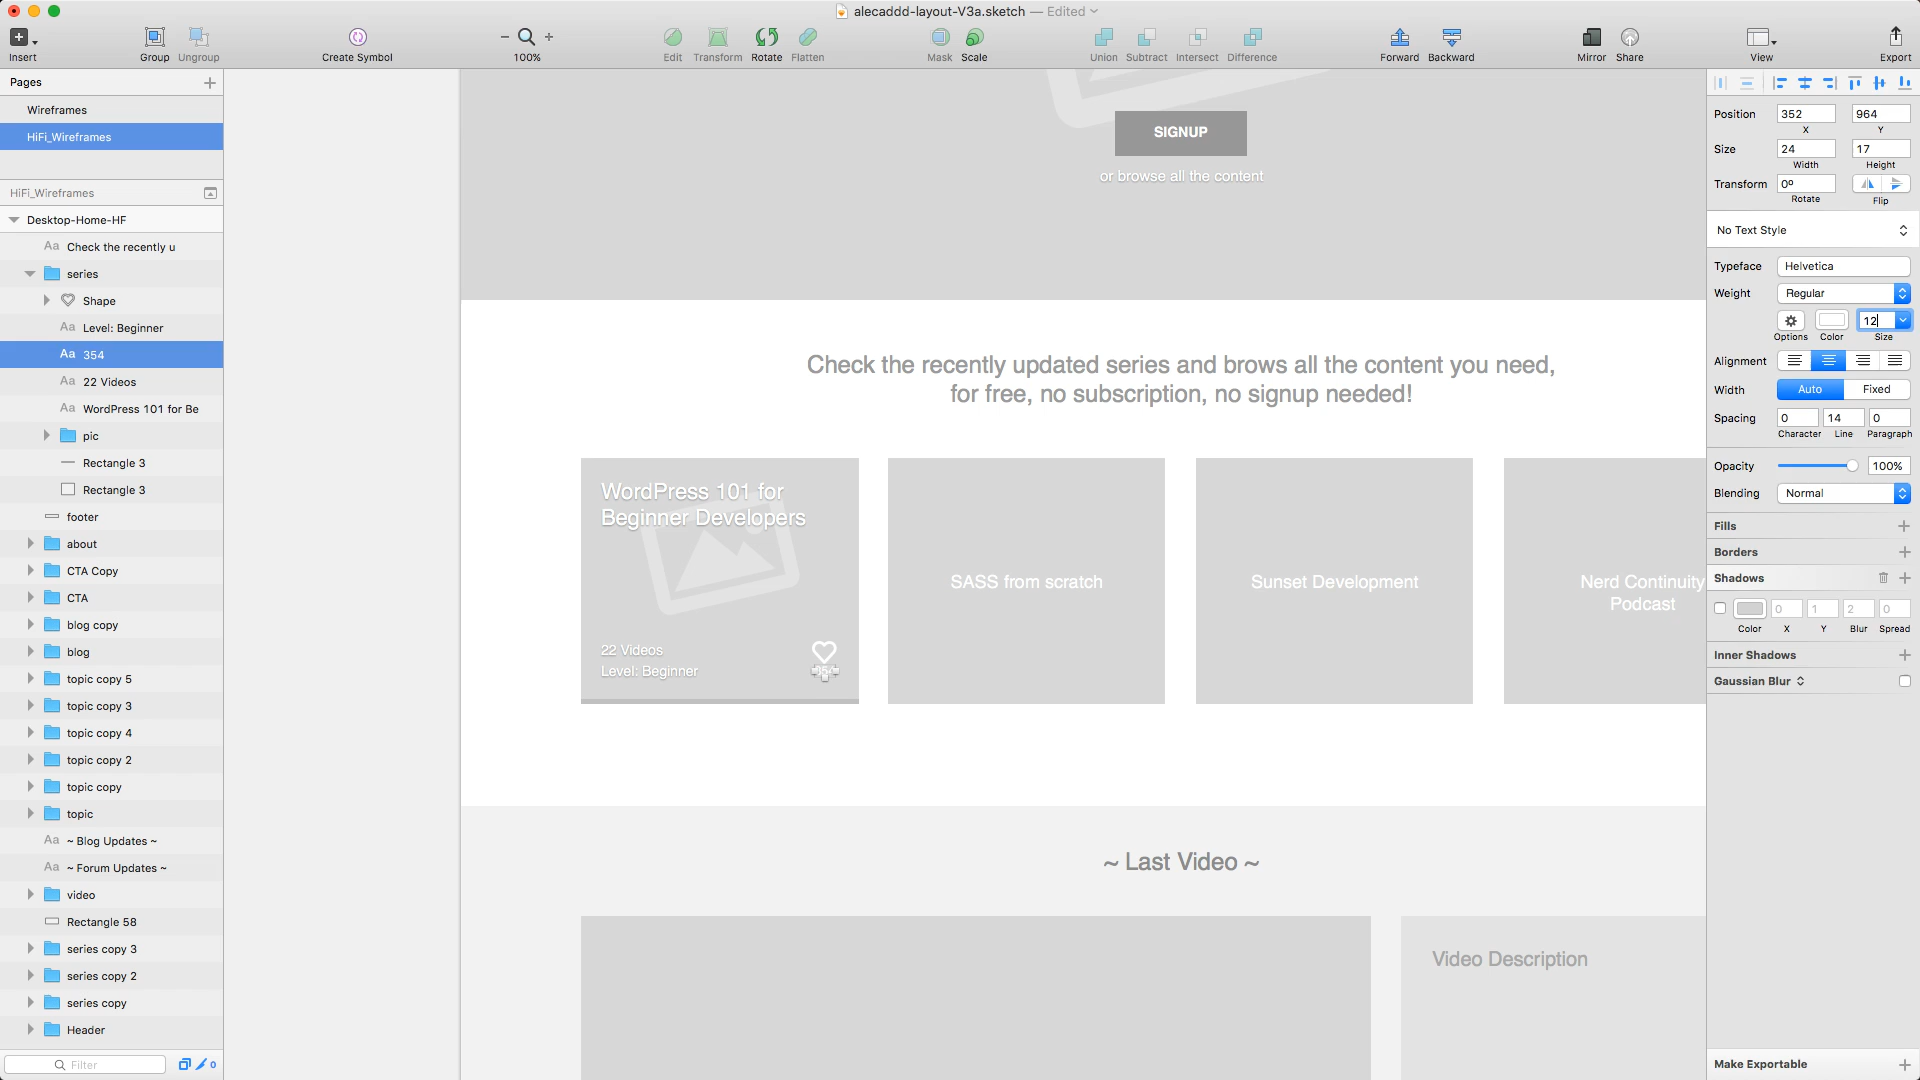 alecaddd-layout-V3a.sketch — Edited
Insert
Group
Ungroup
Create Symbol
100%
Edit
Transform
Rotate
Flatten
Mask
Scale
Union
Subtract
Intersect
Difference
Forward
Backward
Mirror
Share
View
Export
Pages
Wireframes
HiFi_Wireframes
HiFi_Wireframes
Desktop-Home-HF
Aa Check the recently u
series
Shape
Aa Level: Beginner
Aa 354
Aa 22 Videos
Aa WordPress 101 for Be
pic
Rectangle 3
Rectangle 3
footer
about
CTA Copy
CTA
blog copy
blog
topic copy 5
topic copy 3
topic copy 4
topic copy 2
topic copy
topic
Aa ~ Blog Updates ~
Aa ~ Forum Updates ~
video
Rectangle 58
series copy 3
series copy 2
series copy
Header
Filter
0
SIGNUP
or browse all the content
Check the recently updated series and brows all the content you need,
for free, no subscription, no signup needed!
WordPress 101 for
Beginner Developers
22 Videos
Level: Beginner
SASS from scratch
Sunset Development
Nerd Continuity
Podcast
~ Last Video ~
Video Description
Position 352 964
X Y
Size 24 17
Width Height
Transform 0º
Rotate Flip
No Text Style
Typeface Helvetica
Weight Regular
12
Options Color Size
Alignment
Width Auto Fixed
Spacing 0 14 0
Character Line Paragraph
Opacity 100%
Blending Normal
Fills
Borders
Shadows
0 1 2 0
Color X Y Blur Spread
Inner Shadows
Gaussian Blur
Make Exportable